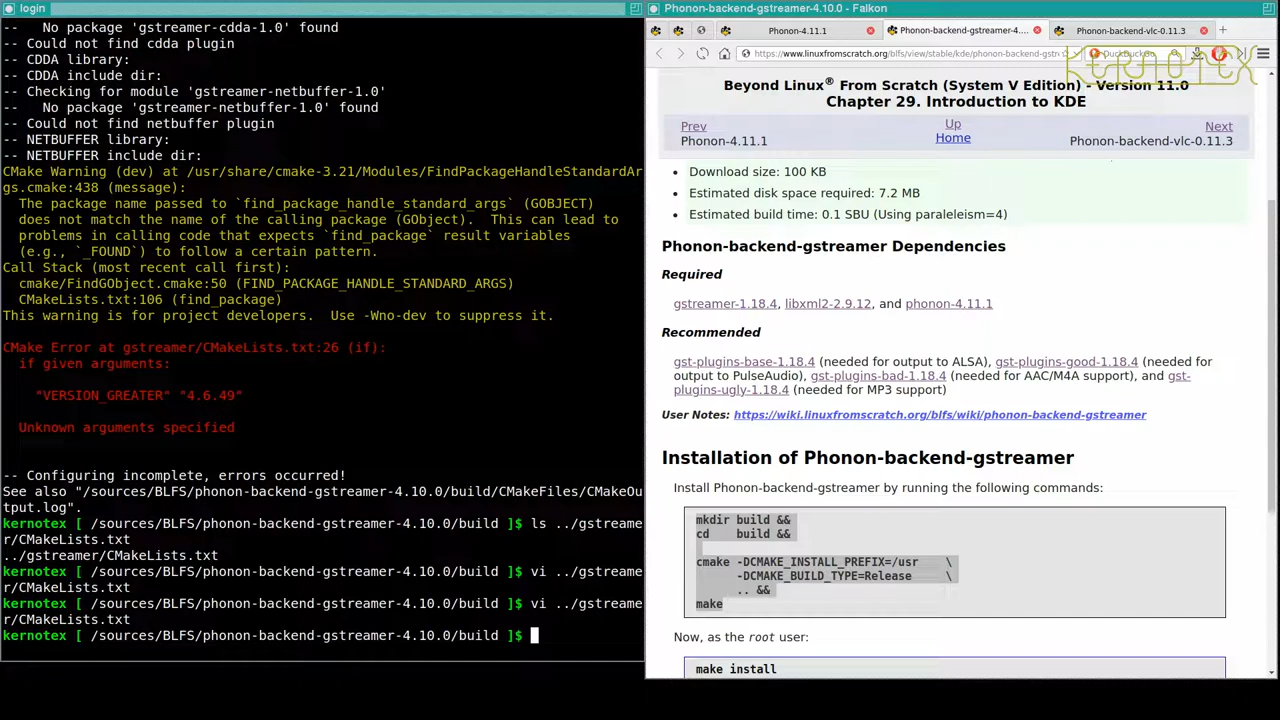 login
--   No package 'gstreamer-cdda-1.0' found
-- Could not find cdda plugin
-- CDDA library:
-- CDDA include dir:
-- Checking for module 'gstreamer-netbuffer-1.0'
--   No package 'gstreamer-netbuffer-1.0' found
-- Could not find netbuffer plugin
-- NETBUFFER library:
-- NETBUFFER include dir:
CMake Warning (dev) at /usr/share/cmake-3.21/Modules/FindPackageHandleStandardAr
gs.cmake:438 (message):
  The package name passed to `find_package_handle_standard_args` (GOBJECT)
  does not match the name of the calling package (GObject).  This can lead to
  problems in calling code that expects `find_package` result variables
  (e.g., `_FOUND`) to follow a certain pattern.
Call Stack (most recent call first):
  cmake/FindGObject.cmake:50 (FIND_PACKAGE_HANDLE_STANDARD_ARGS)
  CMakeLists.txt:106 (find_package)
This warning is for project developers.  Use -Wno-dev to suppress it.
CMake Error at gstreamer/CMakeLists.txt:26 (if):
  if given arguments:
    "VERSION_GREATER" "4.6.49"
  Unknown arguments specified
-- Configuring incomplete, errors occurred!
See also "/sources/BLFS/phonon-backend-gstreamer-4.10.0/build/CMakeFiles/CMakeOu
tput.log".
kernotex [ /sources/BLFS/phonon-backend-gstreamer-4.10.0/build ]$ ls ../gstreame
r/CMakeLists.txt
../gstreamer/CMakeLists.txt
kernotex [ /sources/BLFS/phonon-backend-gstreamer-4.10.0/build ]$ vi ../gstreame
r/CMakeLists.txt
kernotex [ /sources/BLFS/phonon-backend-gstreamer-4.10.0/build ]$ vi ../gstreame
r/CMakeLists.txt
kernotex [ /sources/BLFS/phonon-backend-gstreamer-4.10.0/build ]$
Phonon-backend-gstreamer-4.10.0 - Falkon
Phonon-4.11.1
Phonon-backend-gstreamer-4....
Phonon-backend-vlc-0.11.3
https://www.linuxfromscratch.org/blfs/view/stable/kde/phonon-backend-gstr
DuckDuckGo
KERNOTEX
Beyond Linux® From Scratch (System V Edition) - Version 11.0
Chapter 29. Introduction to KDE
Prev Up Next
Phonon-4.11.1 Home Phonon-backend-vlc-0.11.3
• Download size: 100 KB
• Estimated disk space required: 7.2 MB
• Estimated build time: 0.1 SBU (Using paraleleism=4)
Phonon-backend-gstreamer Dependencies
Required
gstreamer-1.18.4, libxml2-2.9.12, and phonon-4.11.1
Recommended
gst-plugins-base-1.18.4 (needed for output to ALSA), gst-plugins-good-1.18.4 (needed for
output to PulseAudio), gst-plugins-bad-1.18.4 (needed for AAC/M4A support), and gst-
plugins-ugly-1.18.4 (needed for MP3 support)
User Notes: https://wiki.linuxfromscratch.org/blfs/wiki/phonon-backend-gstreamer
Installation of Phonon-backend-gstreamer
Install Phonon-backend-gstreamer by running the following commands:
mkdir build &&
cd    build &&
cmake -DCMAKE_INSTALL_PREFIX=/usr    \
      -DCMAKE_BUILD_TYPE=Release     \
      .. &&
make
Now, as the root user:
make install